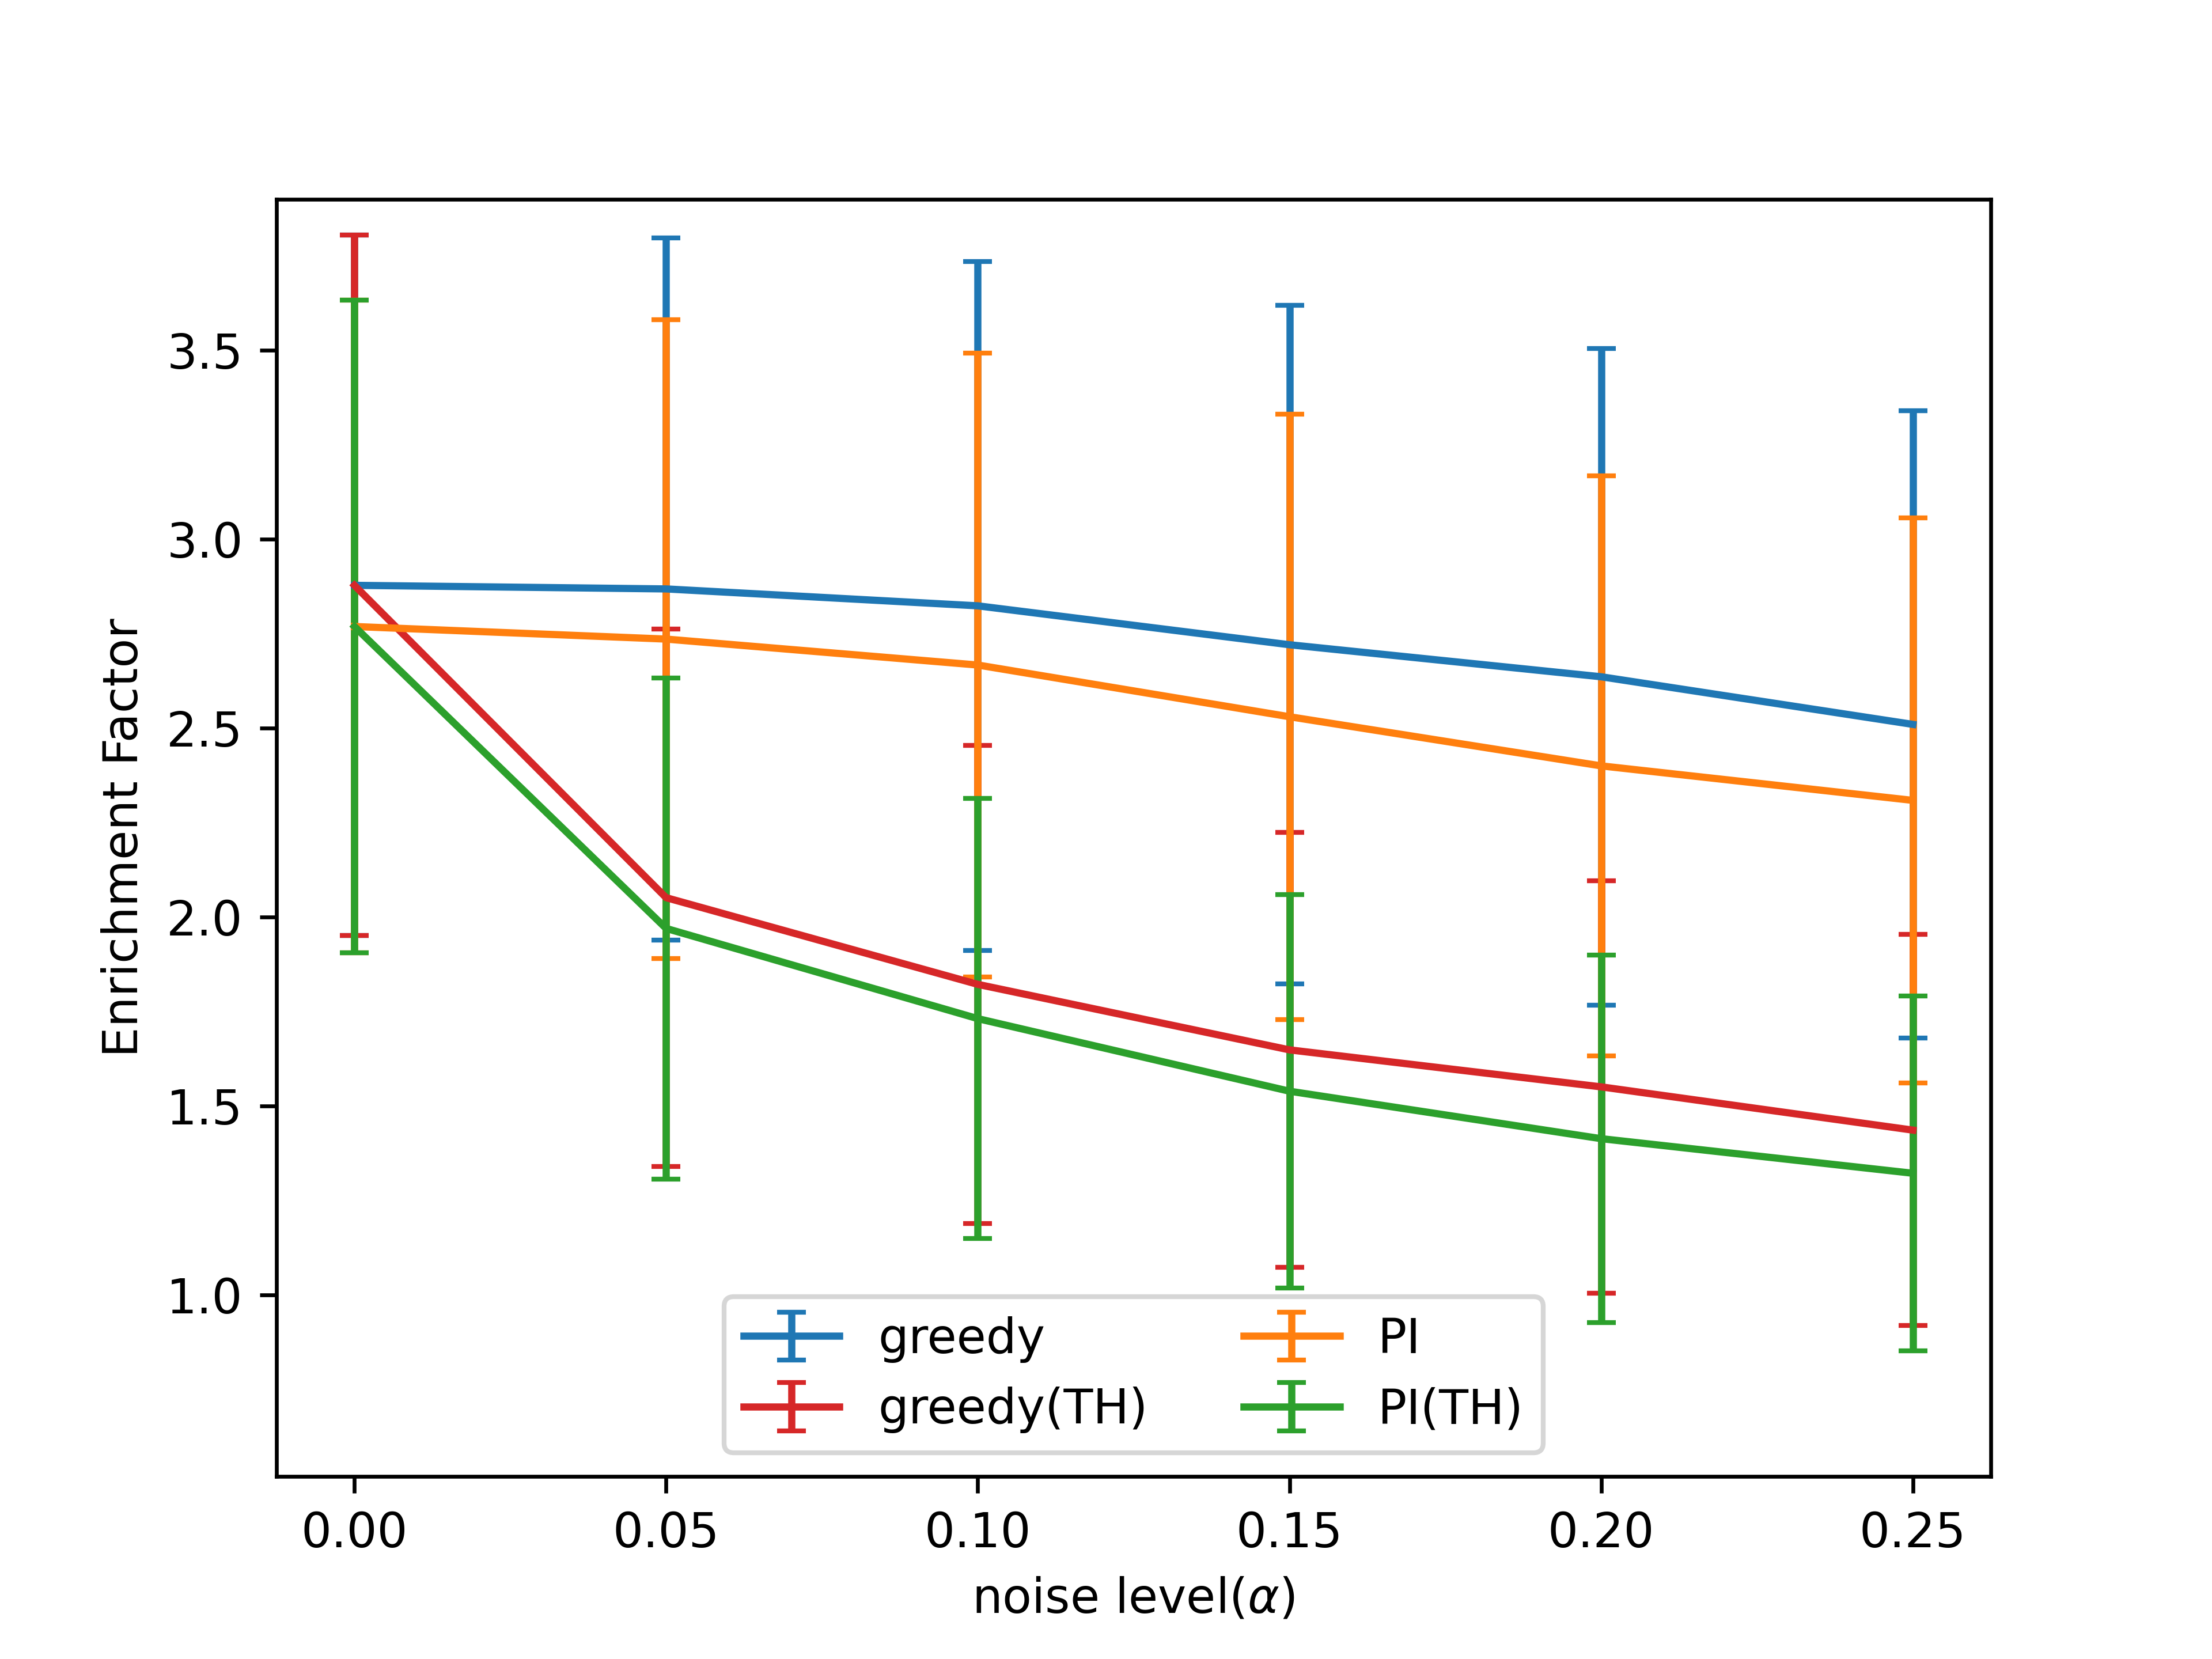 Enrichment Factor
3.5
3.0
2.5
2.0
1.5
1.0
greedy
greedy(TH)
PI
PI(TH)
0.00 0.05 0.10 0.15 0.20 0.25
noise level(α)